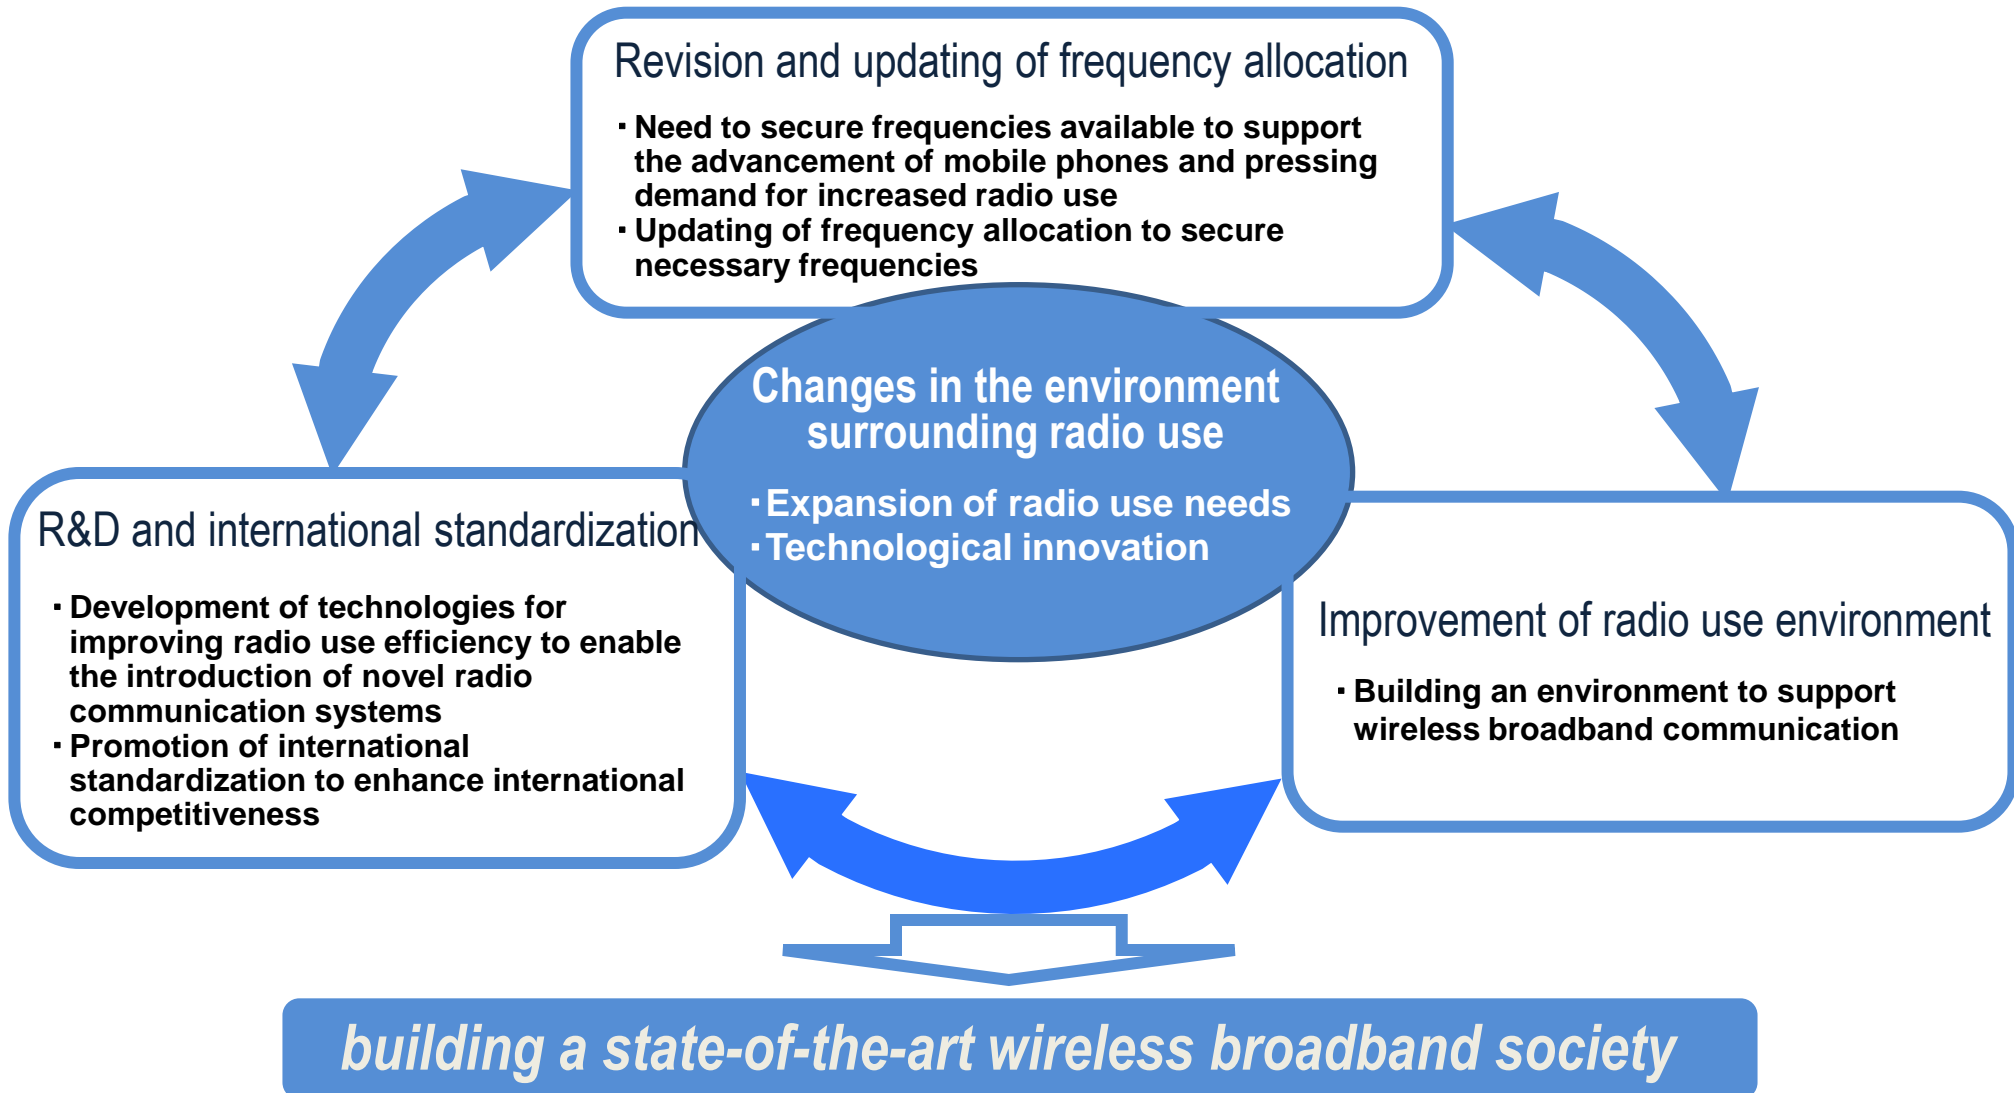 Revision and updating of frequency allocation
・Need to secure frequencies available to support
the advancement of mobile phones and pressing
demand for increased radio use
・Updating of frequency allocation to secure
necessary frequencies
Changes in the environment
surrounding radio use
・Expansion of radio use needs
・Technological innovation
R&D and international standardization
・Development of technologies for
improving radio use efficiency to enable
the introduction of novel radio
communication systems
・Promotion of international
standardization to enhance international
competitiveness
Improvement of radio use environment
・Building an environment to support
wireless broadband communication
building a state-of-the-art wireless broadband society